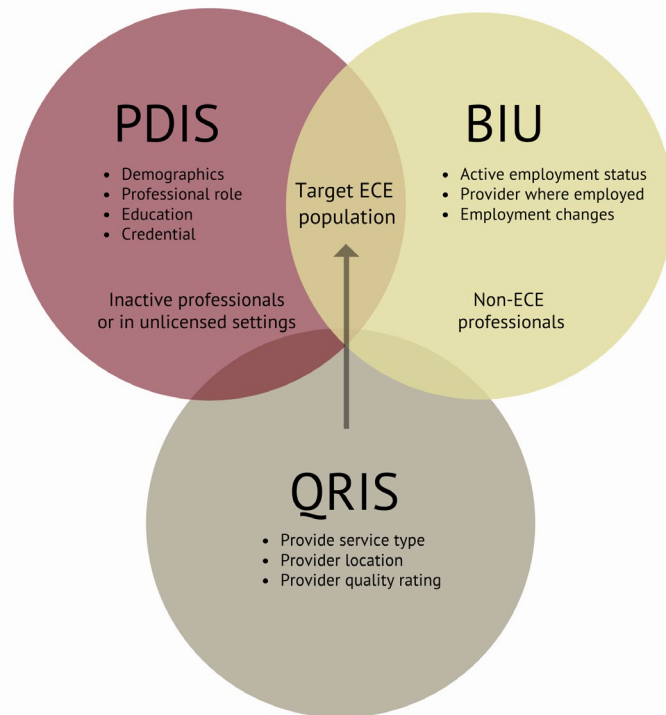 PDIS
• Demographics
• Professional role
• Education
• Credential
Inactive professionals
or in unlicensed settings
Target ECE
population
BIU
• Active employment status
• Provider where employed
• Employment changes
Non-ECE
professionals
QRIS
• Provide service type
• Provider location
• Provider quality rating